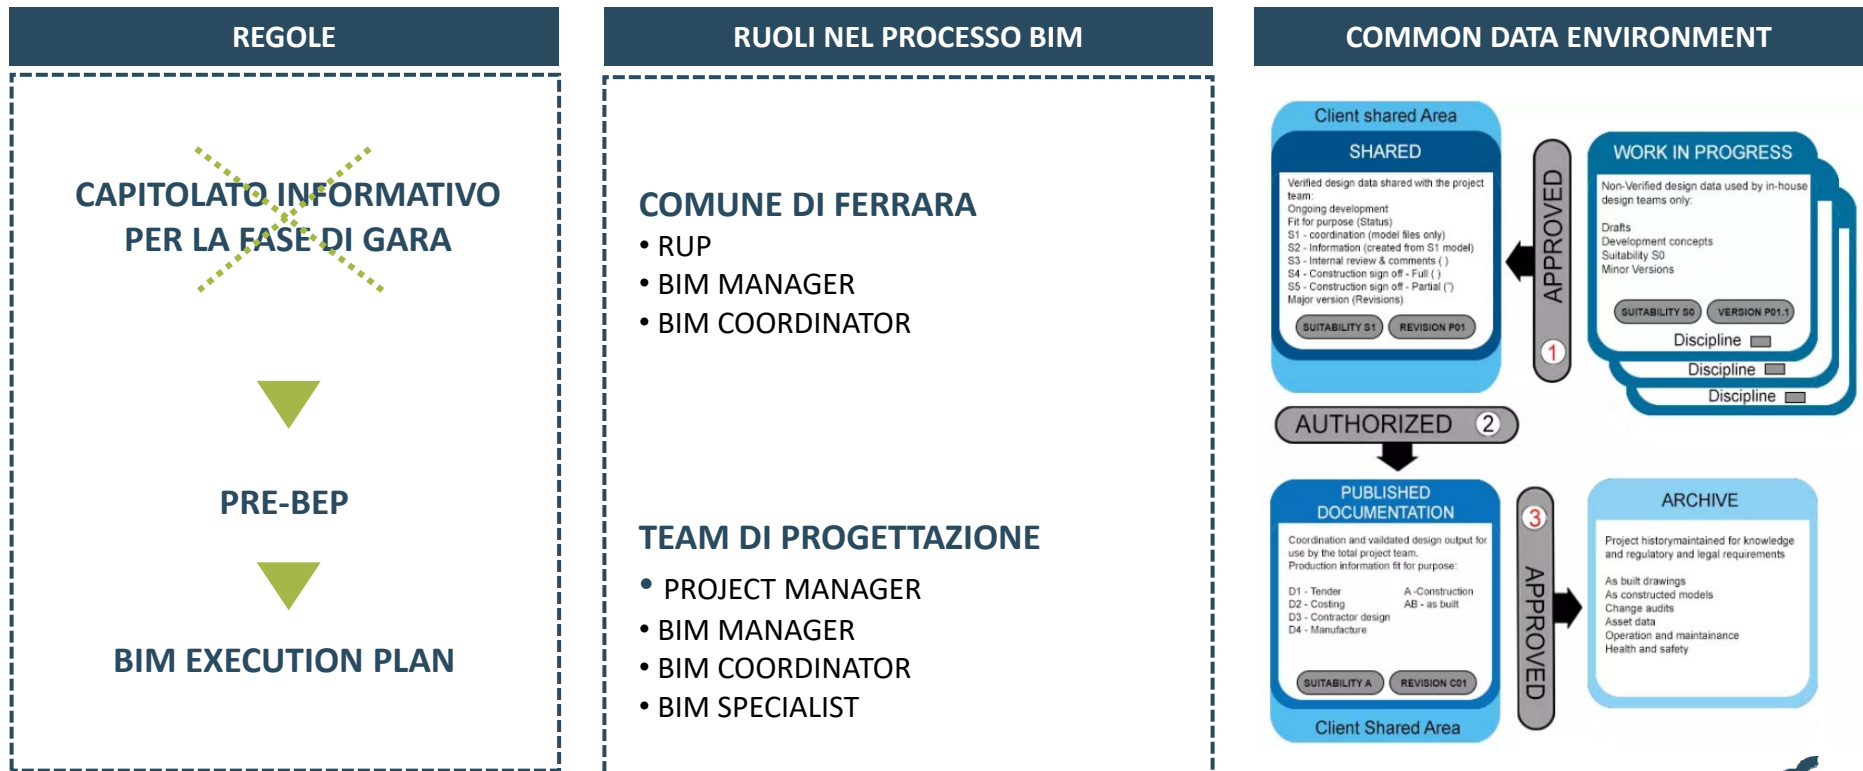 REGOLE
CAPITOLATO INFORMATIVO
PER LA FASE DI GARA
PRE-BEP
BIM EXECUTION PLAN
RUOLI NEL PROCESSO BIM
COMUNE DI FERRARA
• RUP
• BIM MANAGER
• BIM COORDINATOR
TEAM DI PROGETTAZIONE
• PROJECT MANAGER
• BIM MANAGER
• BIM COORDINATOR
• BIM SPECIALIST
COMMON DATA ENVIRONMENT
Client shared Area
SHARED
Verified design data shared with the project
team:
Ongoing development
Fit for purpose (Status)
S1 - coordination (model files only)
S2 - Information (created from S1 model)
S3 - Internal review & comments ( )
S4 - Construction sign off - Full ( )
S5 - Construction sign off - Partial (")
Major version (Revisions)
SUITABILITY S1 REVISION P01
APPROVED 1
WORK IN PROGRESS
Non-Verified design data used by in-house
design teams only:
Drafts
Development concepts
Suitability S0
Minor Versions
SUITABILITY S0 VERSION P01.1
Discipline
Discipline
Discipline
AUTHORIZED 2
PUBLISHED
DOCUMENTATION
Coordination and vaildated design output for
use by the total project team.
Production information fit for purpose:
D1 - Tender A -Construction
D2 - Costing AB - as built
D3 - Contractor design
D4 - Manufacture
SUITABILITY A REVISION C01
Client Shared Area
3 APPROVED
ARCHIVE
Project historymaintained for knowledge
and regulatory and legal requirements
As built drawings
As constructed models
Change audits
Asset data
Operation and maintainance
Health and safety